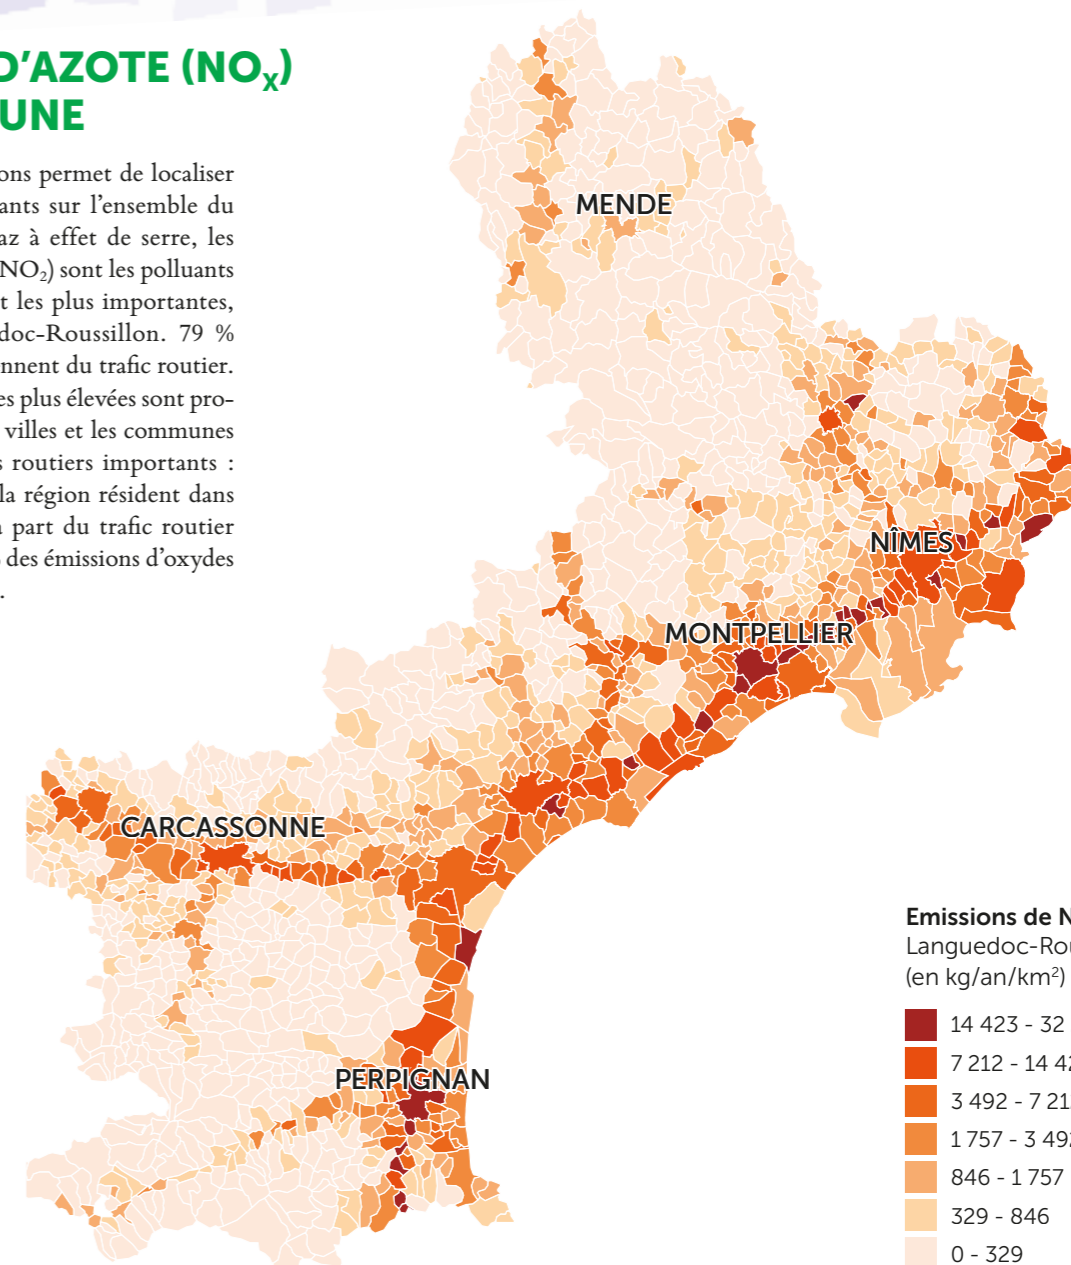 D'AZOTE (NOX)
UNE
ons permet de localiser
ants sur l'ensemble du
az à effet de serre, les
NO2) sont les polluants
t les plus importantes,
doc-Roussillon. 79 %
nnent du trafic routier.
es plus élevées sont pro-
villes et les communes
s routiers importants :
la région résident dans
part du trafic routier
des émissions d'oxydes
.
MENDE
NÎMES
MONTPELLIER
CARCASSONNE
PERPIGNAN
Emissions de N
Languedoc-Rou
(en kg/an/km²)
14 423 - 32
7 212 - 14 42
3 492 - 7 21
1 757 - 3 492
846 - 1 757
329 - 846
0 - 329